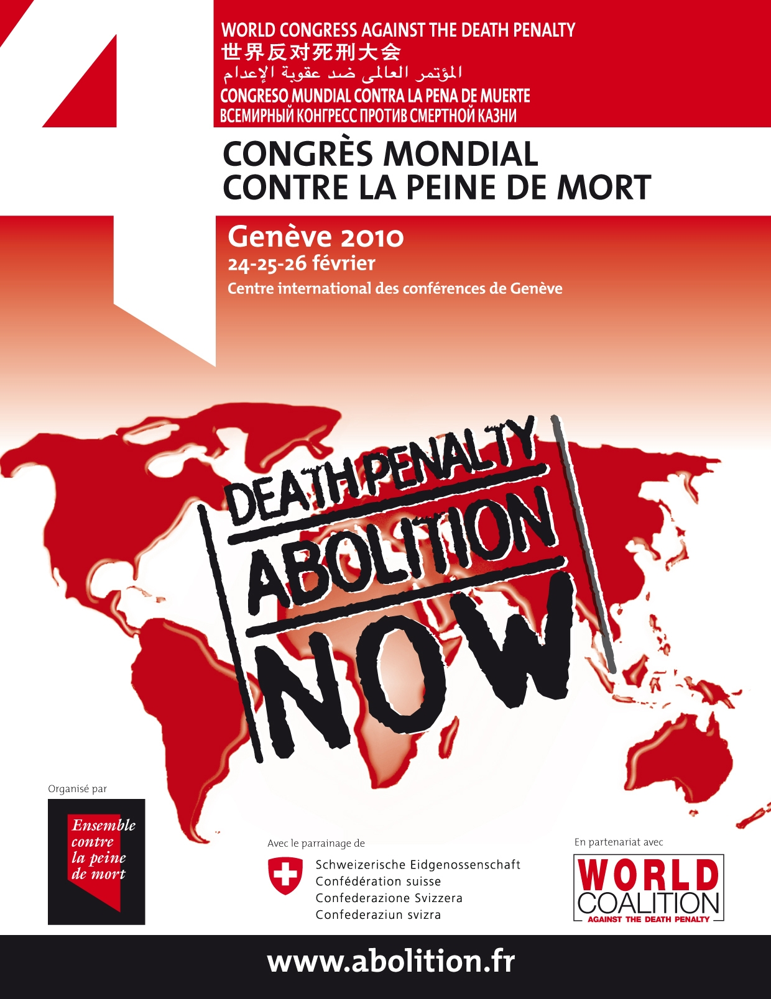 4
WORLD CONGRESS AGAINST THE DEATH PENALTY
世界反对死刑大会
المؤتمر العالمى ضد عقوبة الإعدام
CONGRESO MUNDIAL CONTRA LA PENA DE MUERTE
ВСЕМИРНЫЙ КОНГРЕСС ПРОТИВ СМЕРТНОЙ КАЗНИ
CONGRÈS MONDIAL
CONTRE LA PEINE DE MORT
Genève 2010
24-25-26 février
Centre international des conférences de Genève
DEATH PENALTY
ABOLITION
NOW
Organisé par
Ensemble
contre
la peine
de mort
Avec le parrainage de
Schweizerische Eidgenossenschaft
Confédération suisse
Confederazione Svizzera
Confederaziun svizra
En partenariat avec
WORLD
COALITION
AGAINST THE DEATH PENALTY
www.abolition.fr